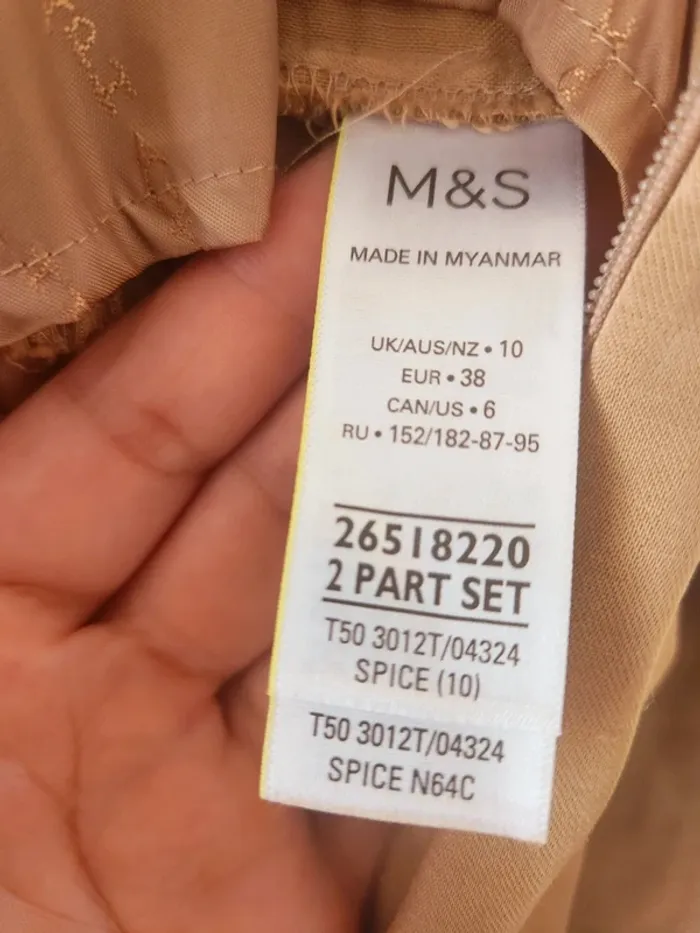 M&S
MADE IN MYANMAR
UK/AUS/NZ • 10
EUR • 38
CAN/US • 6
RU • 152/182-87-95
26518220
2 PART SET
T50 3012T/04324
SPICE (10)
T50 3012T/04324
SPICE N64C